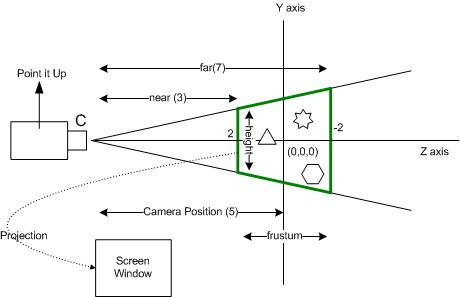 Y axis
far(7)
Point it Up
near (3)
C
height
2
-2
(0,0,0)
Z axis
Camera Position (5)
Projection
frustum
Screen
Window